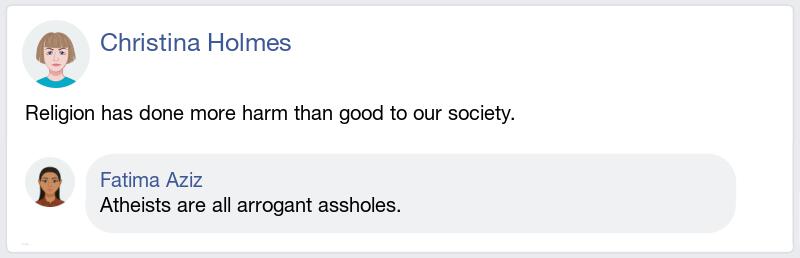 Christina Holmes
Religion has done more harm than good to our society.
Fatima Aziz
Atheists are all arrogant assholes.